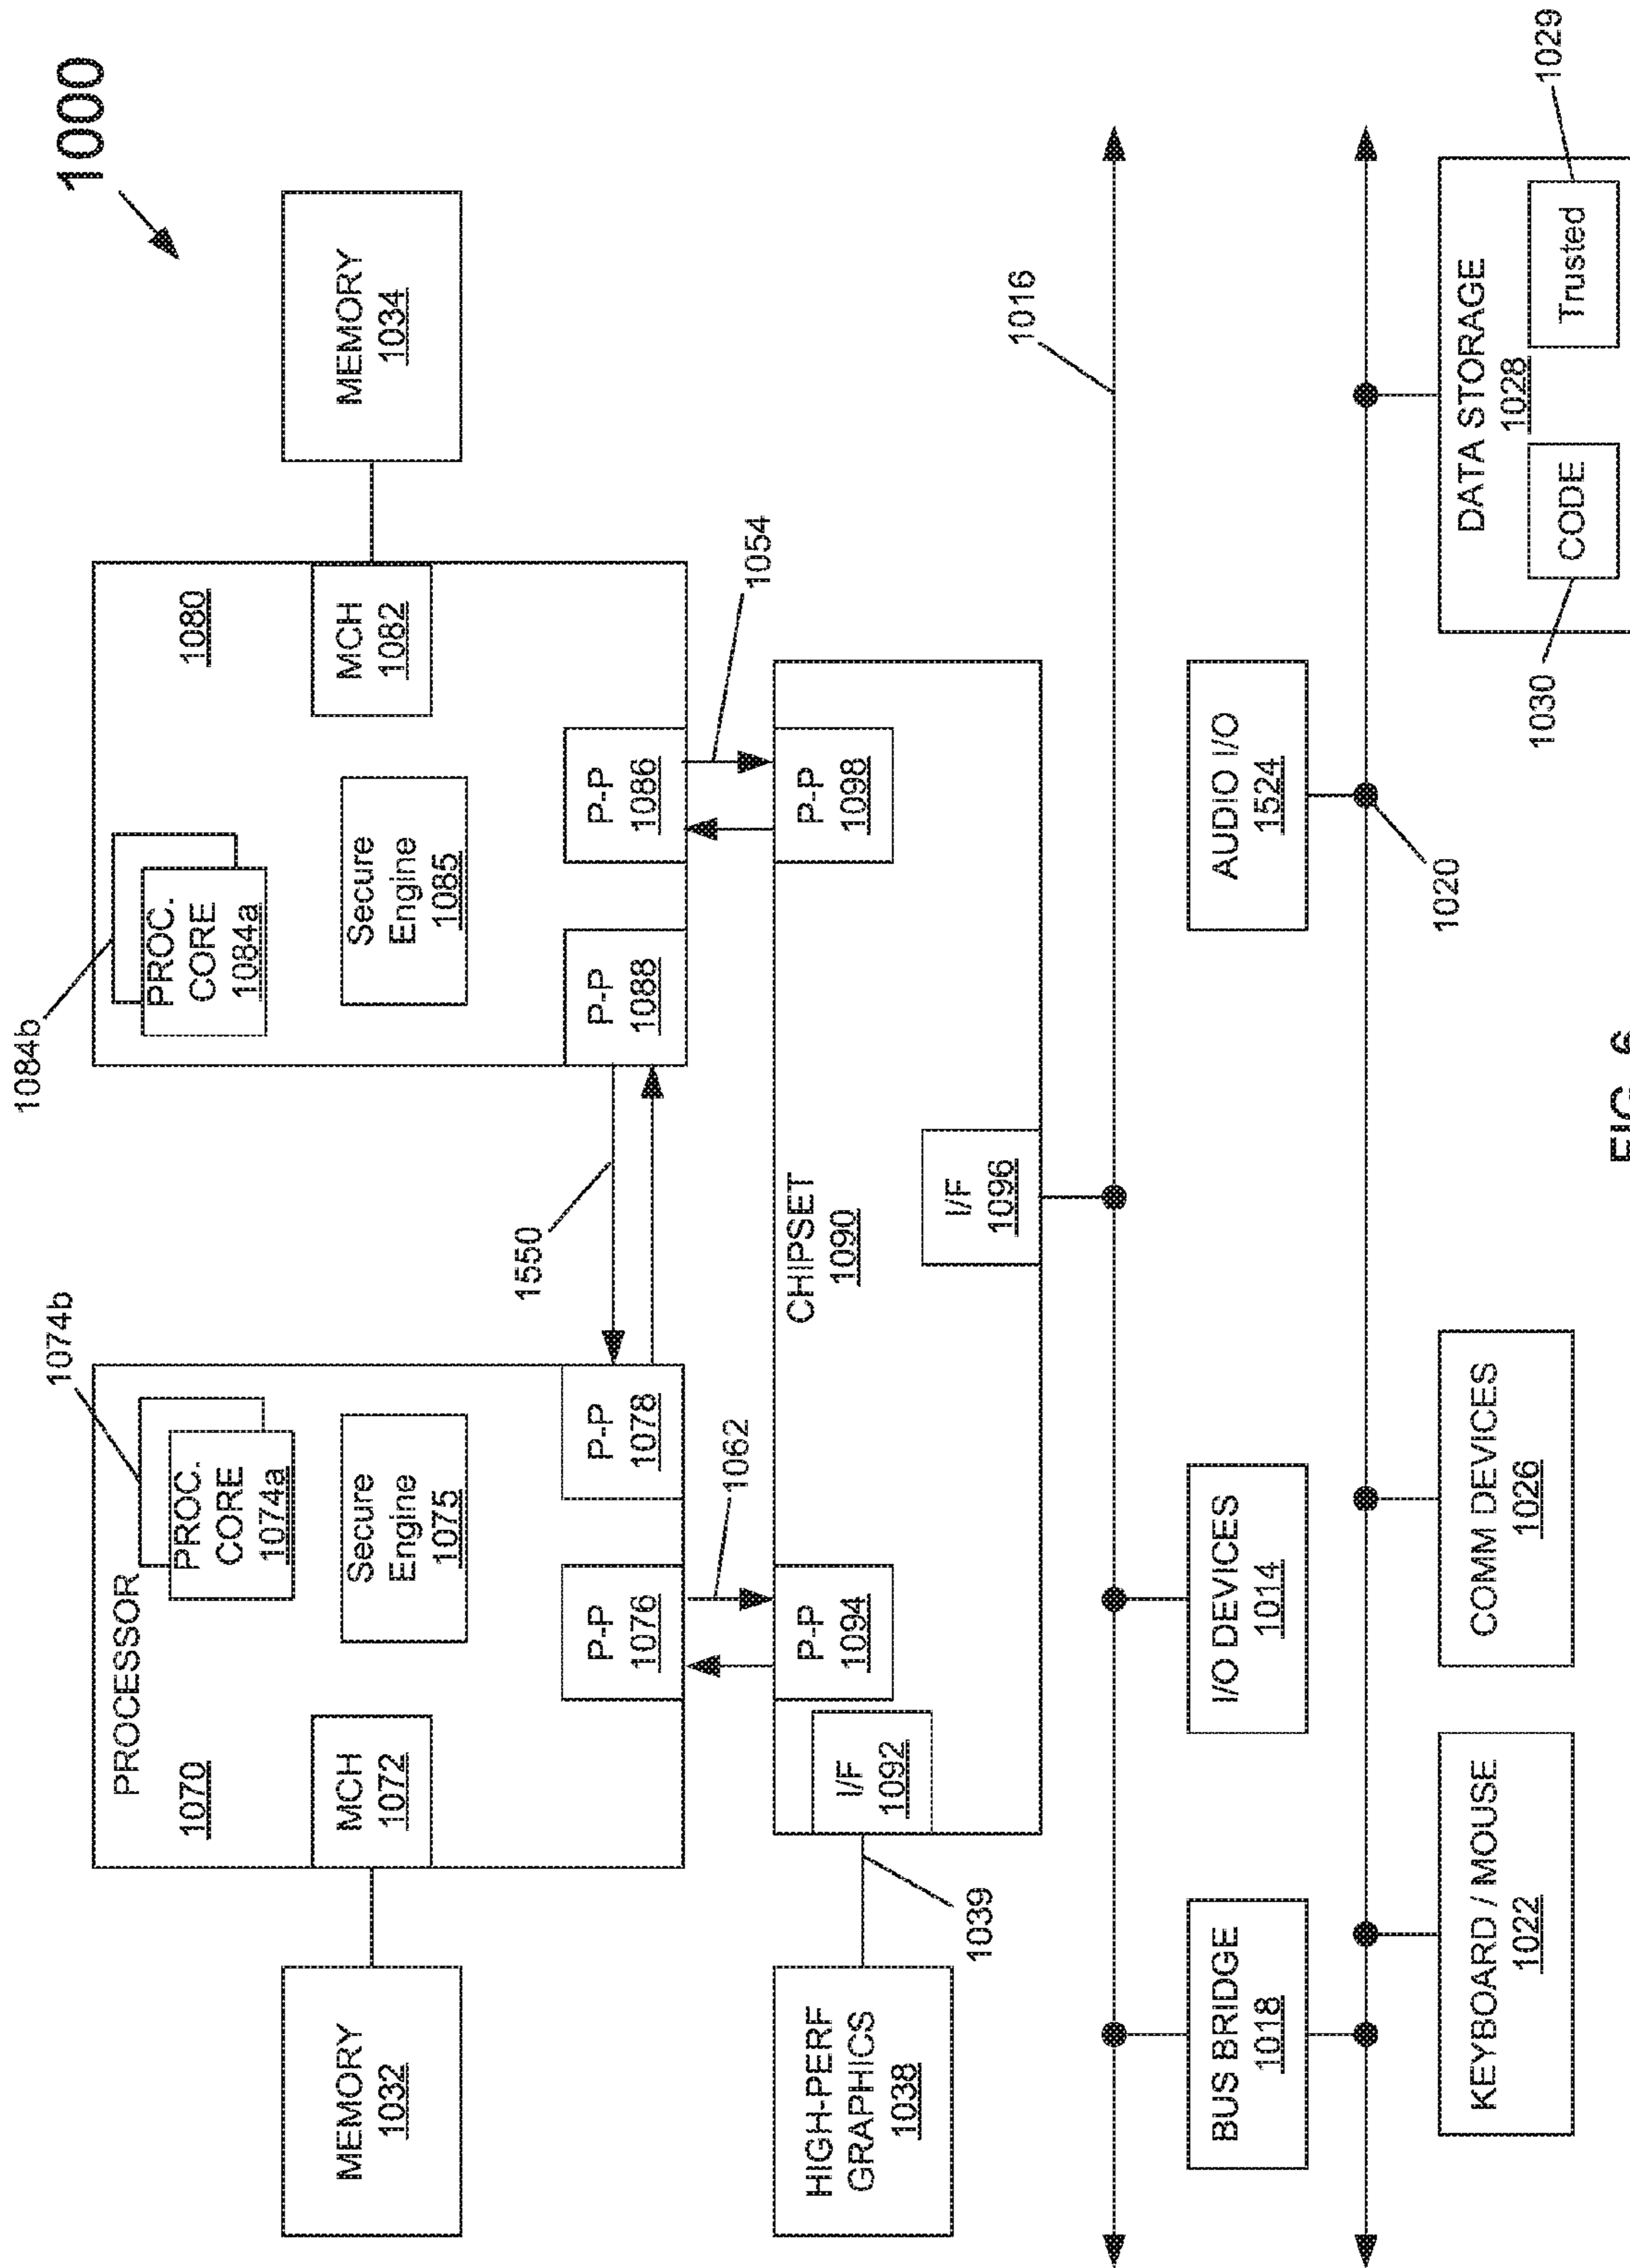 1000
1084b
1074b
PROCESSOR
1070
PROC.
CORE
1074a
PROC.
CORE
1084a
1080
MEMORY
1032
MCH
1072
Secure
Engine
1075
1550
Secure
Engine
1085
MCH
1082
MEMORY
1034
P-P
1076
P-P
1078
P-P
1088
P-P
1086
1062
1054
HIGH-PERF
GRAPHICS
1038
1039
I/F
1092
P-P
1094
CHIPSET
1090
P-P
1098
I/F
1096
1016
BUS BRIDGE
1018
I/O DEVICES
1014
AUDIO I/O
1524
1020
KEYBOARD / MOUSE
1022
COMM DEVICES
1026
DATA STORAGE
1028
1030
CODE
Trusted
1029
FIG. 6